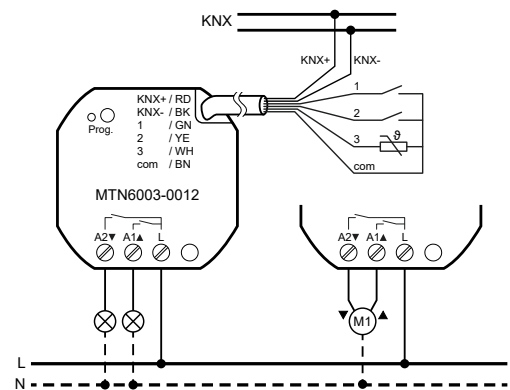 KNX
KNX+ KNX-
KNX+ / RD
KNX- / BK
1 / GN
2 / YE
3 / WH
com / BN
Prog.
1
2
3 ϑ
com
MTN6003-0012
A2▼ A1▲ L
A2▼ A1▲ L
▼ M1 ▲
L
N